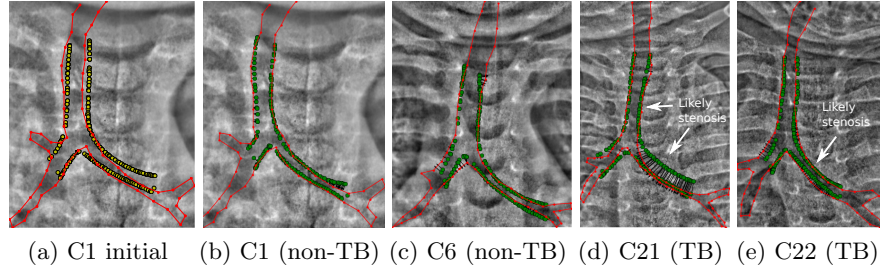 Likely
stenosis
Likely
stenosis
(a) C1 initial
(b) C1 (non-TB)
(c) C6 (non-TB)
(d) C21 (TB)
(e) C22 (TB)